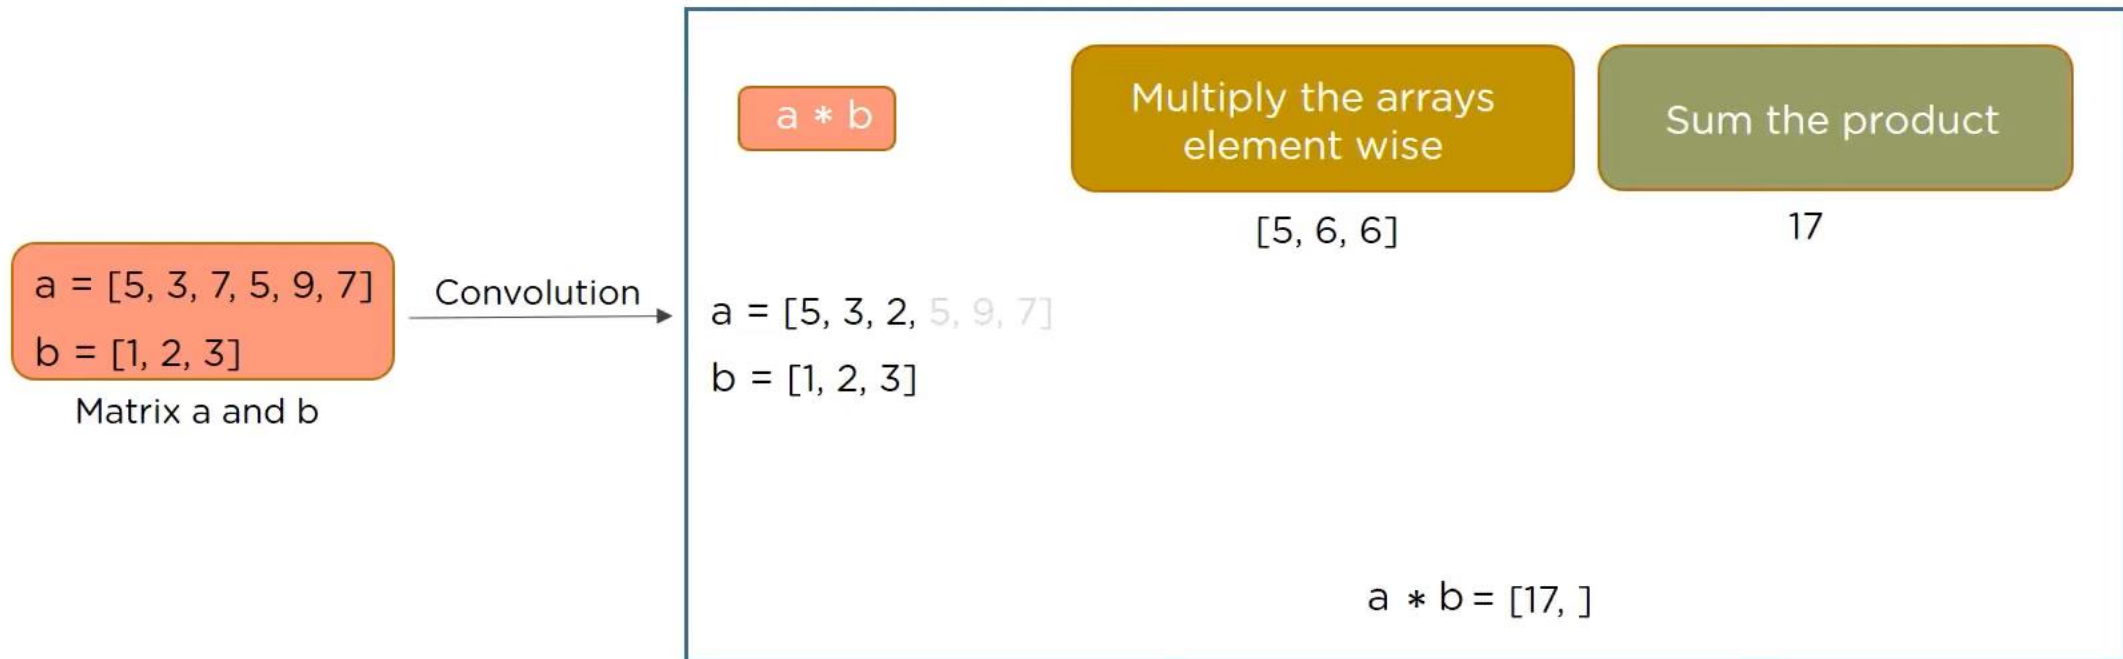 a = [5, 3, 7, 5, 9, 7]
b = [1, 2, 3]
Matrix a and b
Convolution
a * b
Multiply the arrays
element wise
Sum the product
[5, 6, 6]
17
a = [5, 3, 2, 5, 9, 7]
b = [1, 2, 3]
a * b = [17, ]